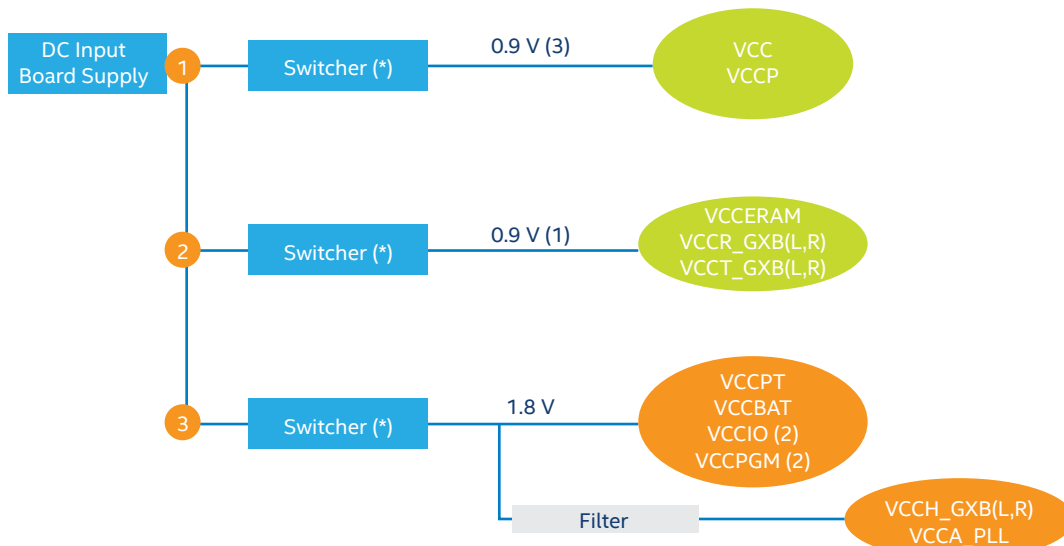 DC Input
Board Supply
1
Switcher (*)
0.9 V (3)
VCC
VCCP
2
Switcher (*)
0.9 V (1)
VCCERAM
VCCR_GXB(L,R)
VCCT_GXB(L,R)
3
Switcher (*)
1.8 V
VCCPT
VCCBAT
VCCIO (2)
VCCPGM (2)
Filter
VCCH_GXB(L,R)
VCCA_PLL